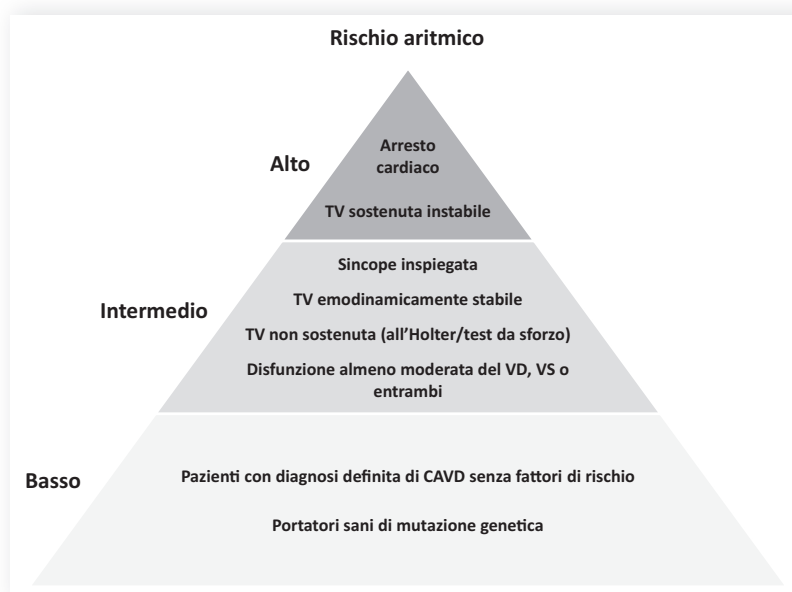 Rischio aritmico
Alto
Arresto
cardiaco
TV sostenuta instabile
Intermedio
Sincope inspiegata
TV emodinamicamente stabile
TV non sostenuta (all'Holter/test da sforzo)
Disfunzione almeno moderata del VD, VS o
entrambi
Basso
Pazienti con diagnosi definita di CAVD senza fattori di rischio
Portatori sani di mutazione genetica